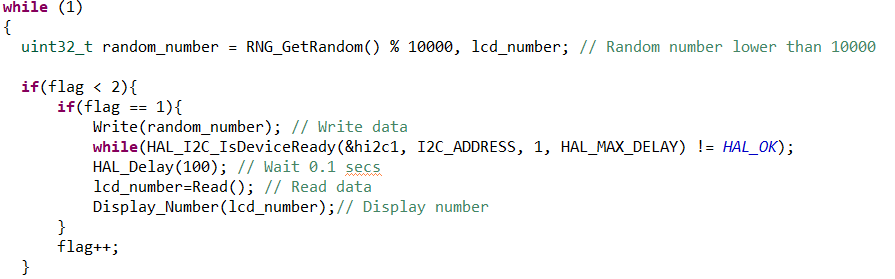 while (1)
{
uint32_t random_number = RNG_GetRandom() % 10000, lcd_number; // Random number lower than 10000
if(flag < 2){
if(flag == 1){
Write(random_number); // Write data
while(HAL_I2C_IsDeviceReady(&hi2c1, I2C_ADDRESS, 1, HAL_MAX_DELAY) != HAL_OK);
HAL_Delay(100); // Wait 0.1 secs
lcd_number=Read(); // Read data
Display_Number(lcd_number);// Display number
}
flag++;
}